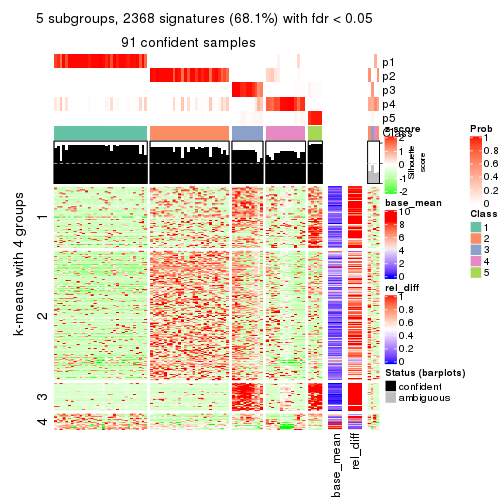 5 subgroups, 2368 signatures (68.1%) with fdr < 0.05
91 confident samples
p1
p2
p3
p4
p5
Class
z-score
2
1
0
-1
-2
Silhouette
score
base_mean
10
8
6
4
2
0
rel_diff
1
0.8
0.6
0.4
0.2
0
Status (barplots)
confident
ambiguous
Prob
1
0.8
0.6
0.4
0.2
0
Class
1
2
3
4
5
k-means with 4 groups
1
2
3
4
base_mean
rel_diff